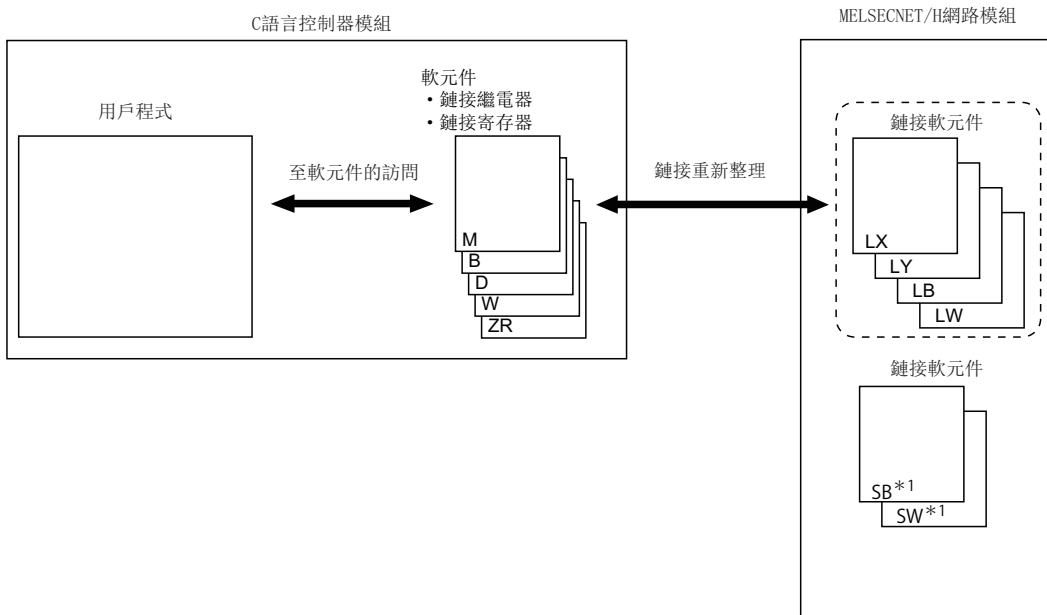 C語言控制器模組
MELSECNET/H網路模組
用戶程式
軟元件
・鏈接繼電器
・鏈接寄存器
至軟元件的訪問
M
B
D
W
ZR
鏈接重新整理
鏈接軟元件
LX
LY
LB
LW
鏈接軟元件
SB*1
SW*1